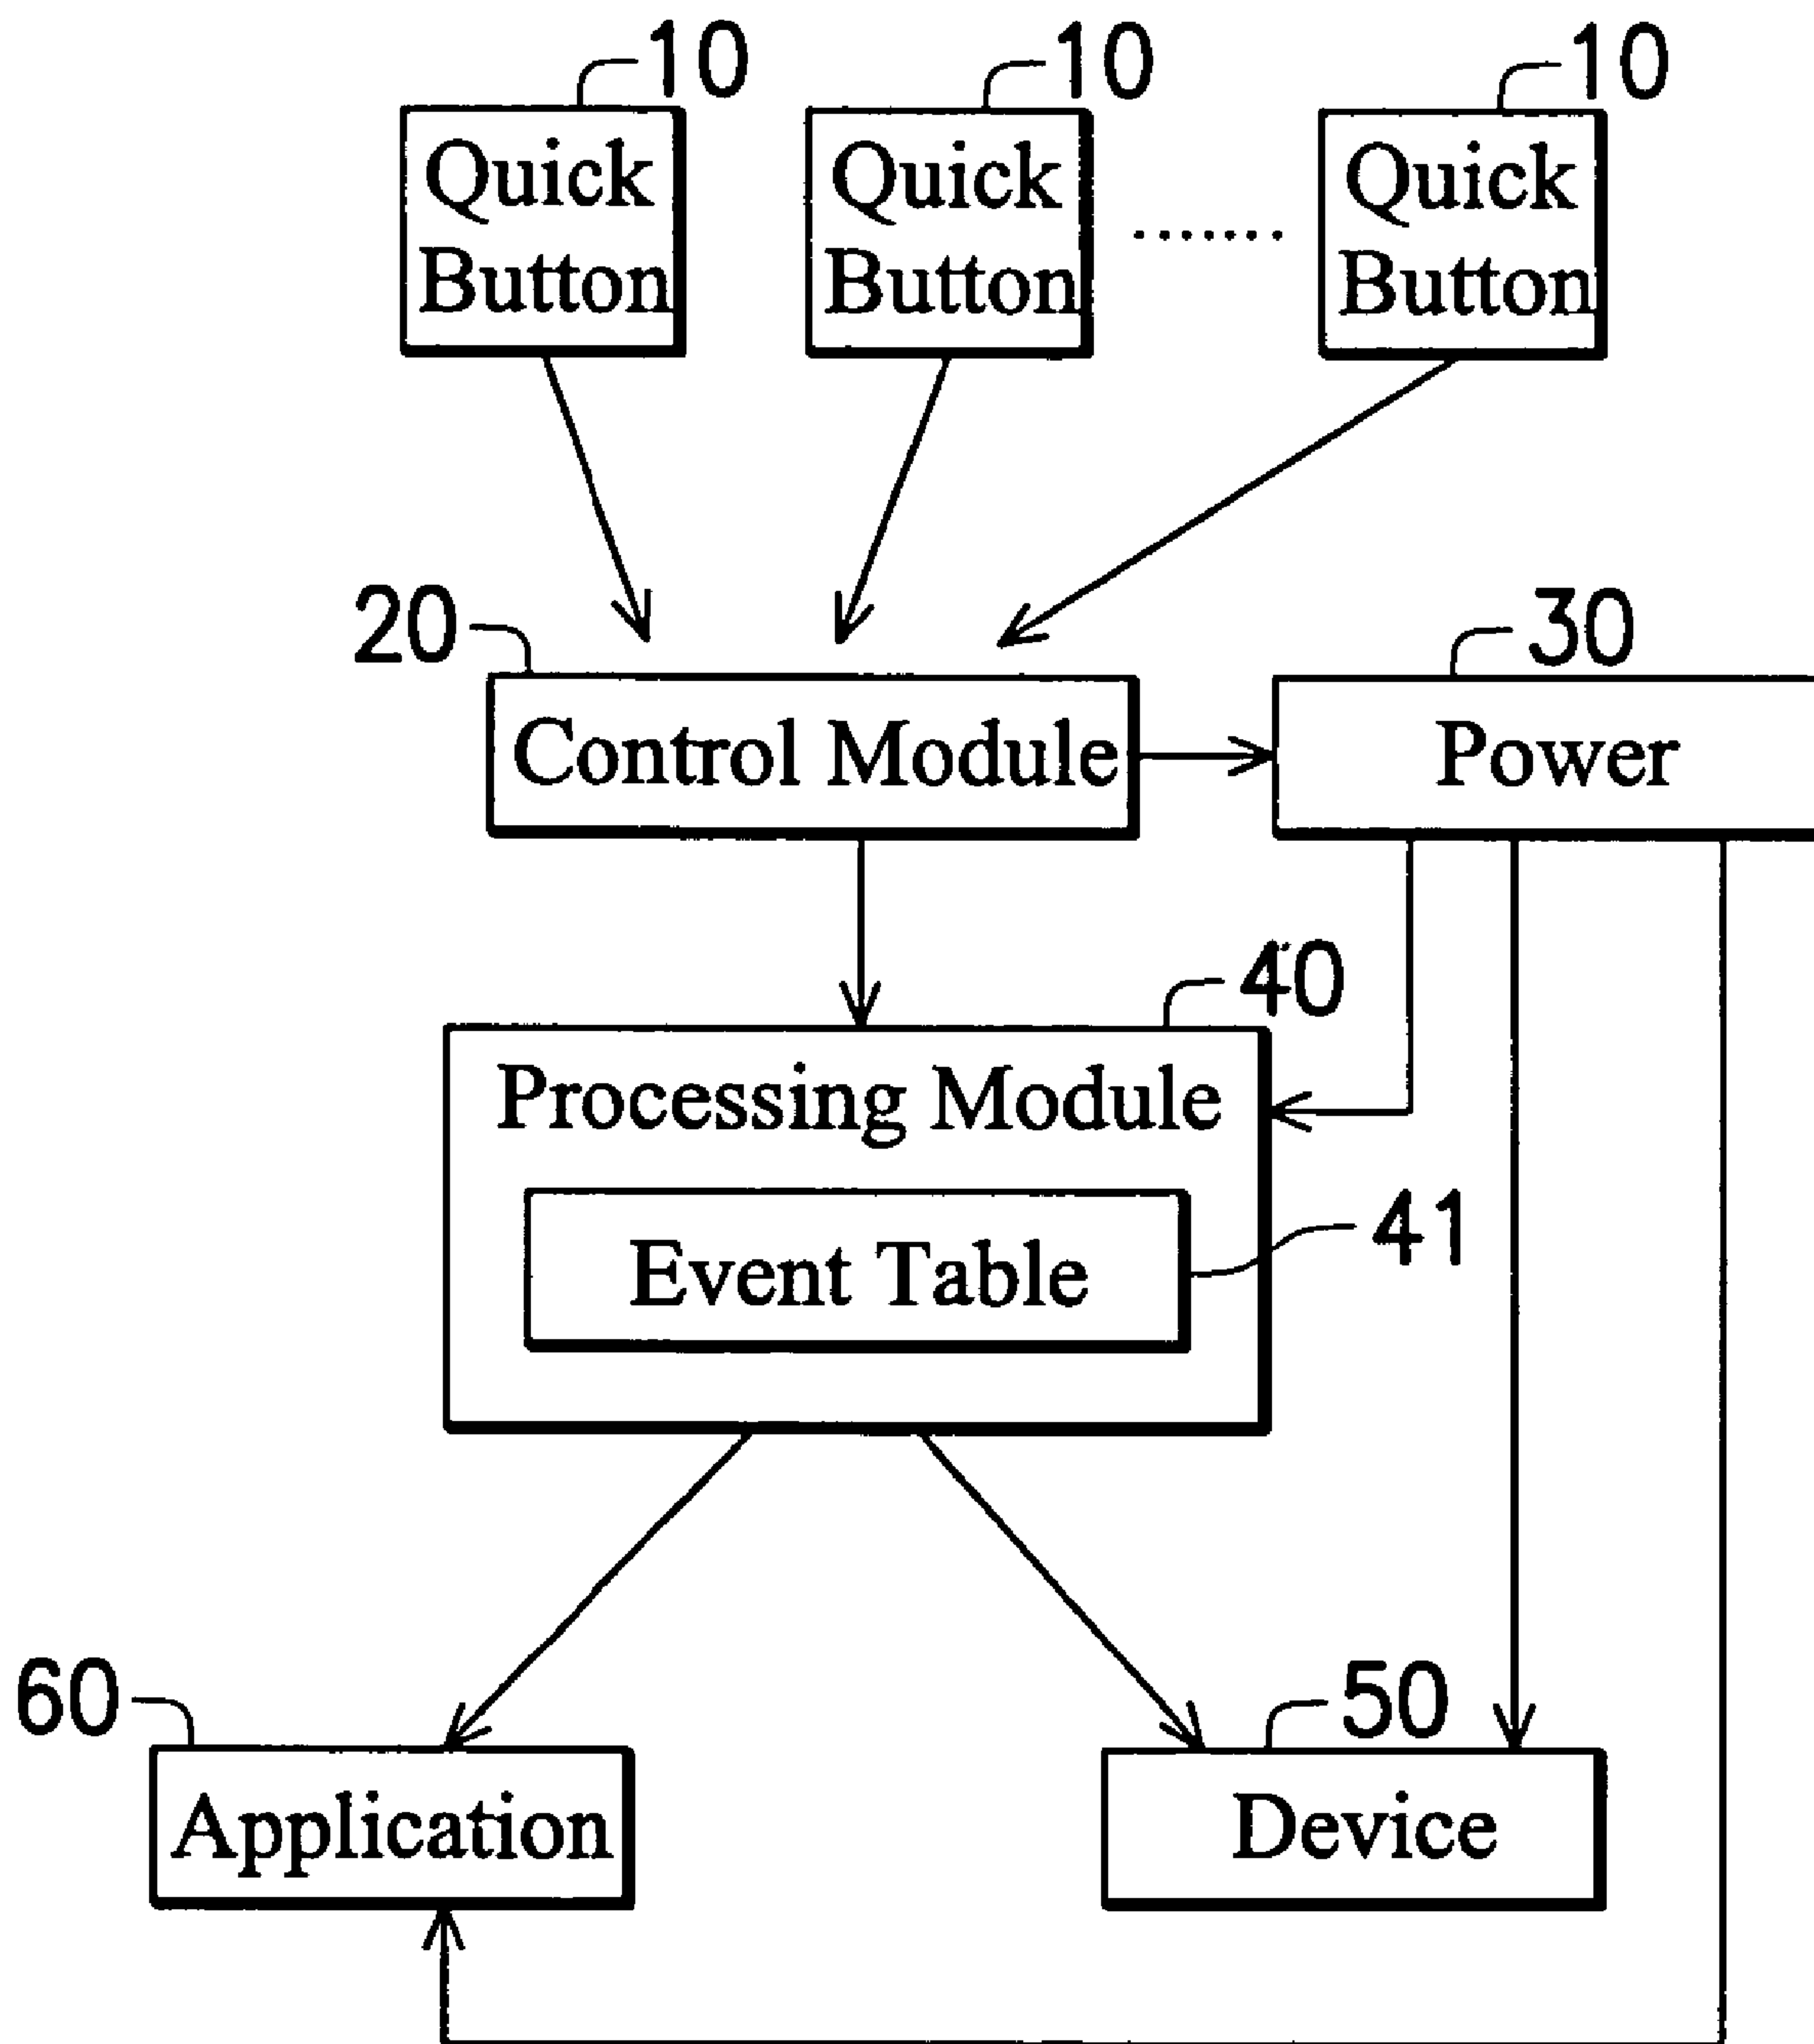 10 10 10
Quick Quick Quick
Button Button ....... Button
20 30
Control Module Power
40
Processing Module
41
Event Table
60 50
Application Device